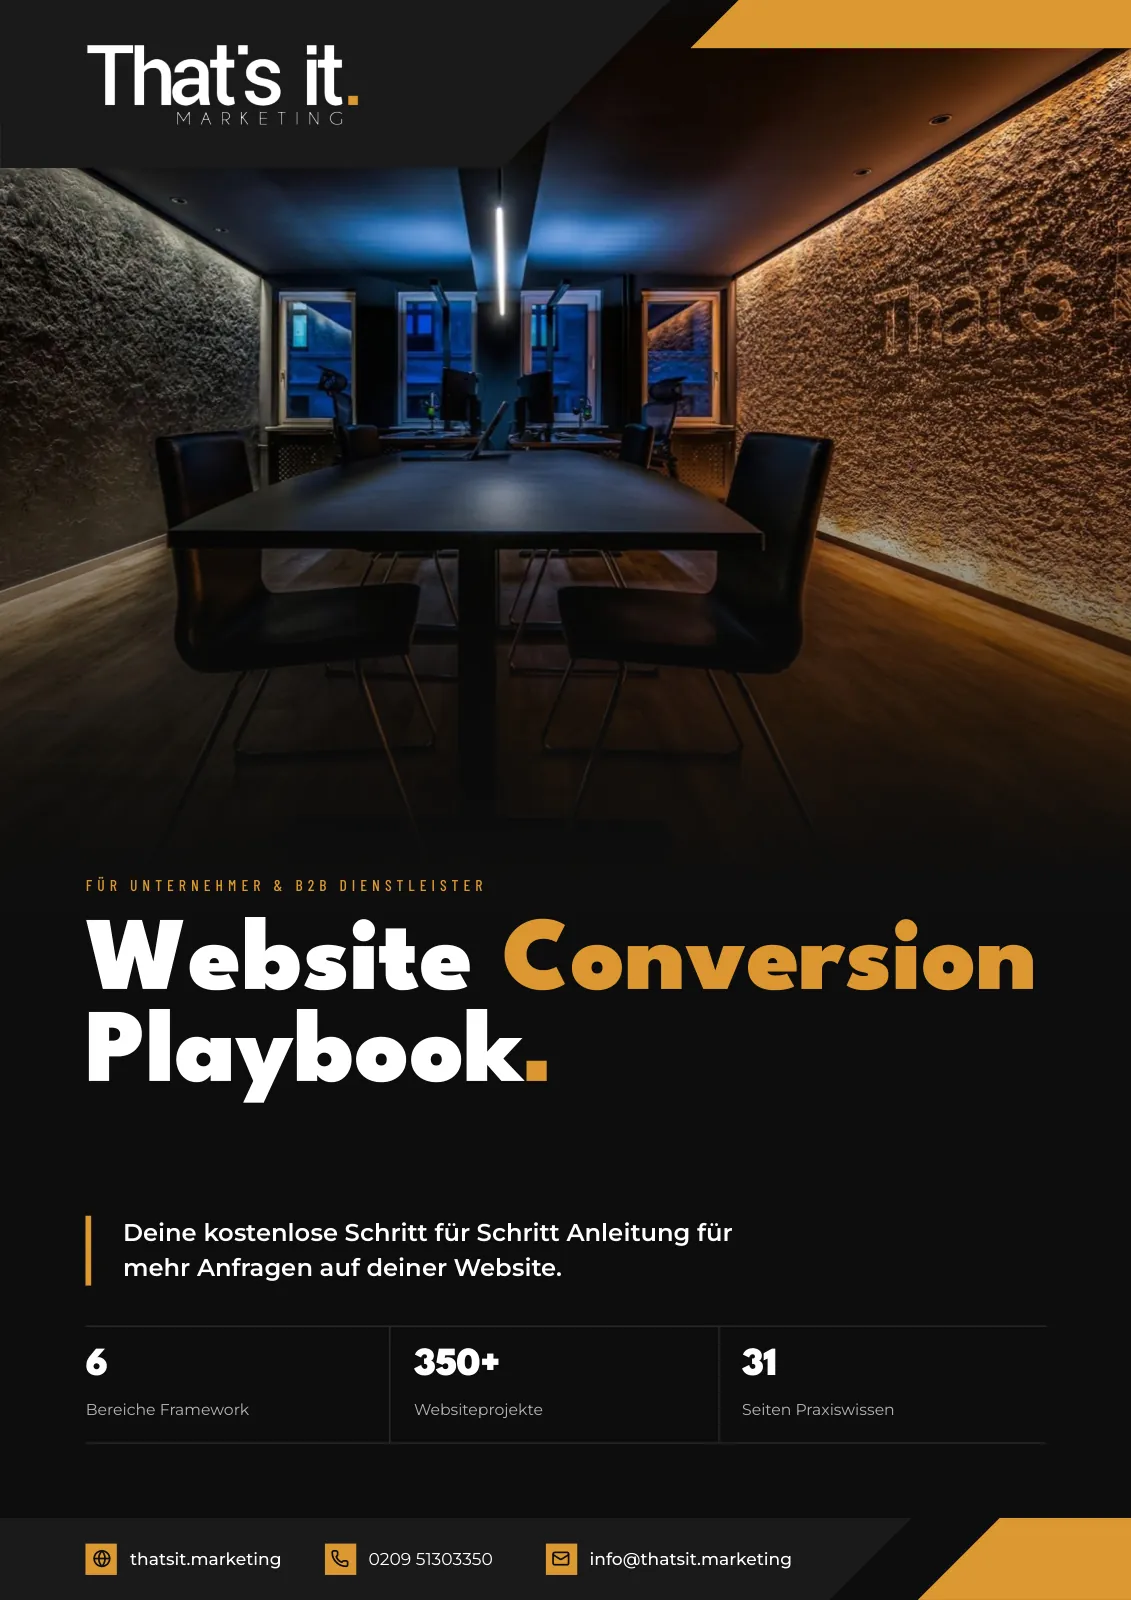 That's it.
MARKETING
That's
FÜR UNTERNEHMER & B2B DIENSTLEISTER
Website Conversion
Playbook.
Deine kostenlose Schritt für Schritt Anleitung für
mehr Anfragen auf deiner Website.
6
Bereiche Framework
350+
Websiteprojekte
31
Seiten Praxiswissen
thatsit.marketing
0209 51303350
info@thatsit.marketing